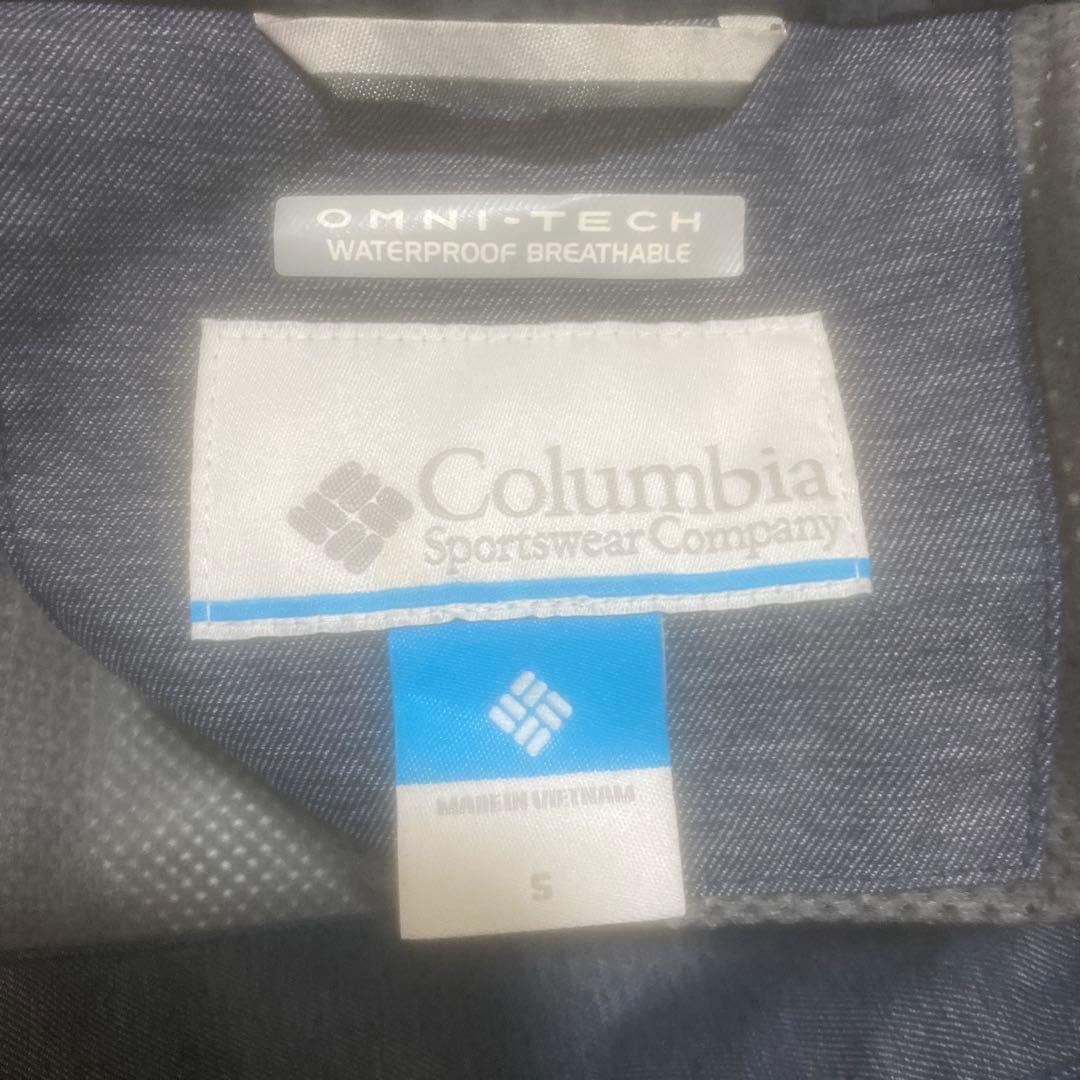 OMNI-TECH
WATERPROOF BREATHABLE
Columbia
Sportswear Company
MADE IN VIETNAM
S